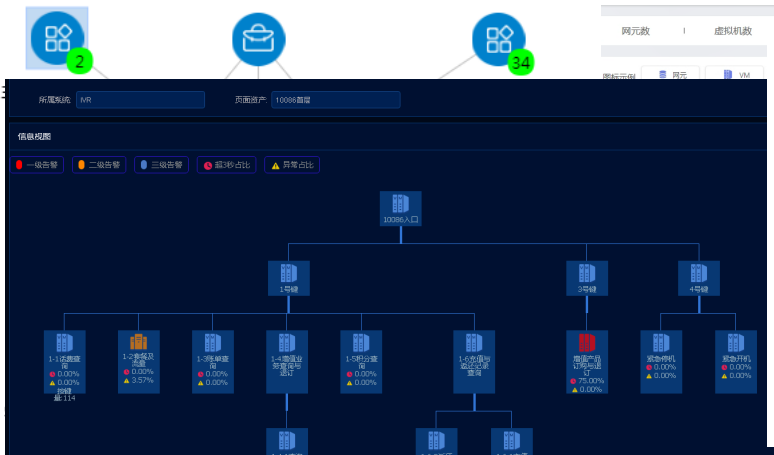 2
34
网元数
虚拟机数
图标示例
网元
VM
所属系统
IVR
页面资产
10086首层
信息视图
一级告警
二级告警
三级告警
超3秒占比
异常占比
10086入口
1号键
3号键
4号键
1-1话费查
询
0.00%
0.00%
按键
量:114
1-2套餐及
流量
0.00%
3.57%
1-3账单查
询
0.00%
0.00%
1-4增值业
务查询与
退订
1-5积分查
询
0.00%
0.00%
1-6充值与
返还记录
查询
增值产品
订购与退
订
75.00%
0.00%
紧急停机
0.00%
0.00%
紧急开机
0.00%
0.00%